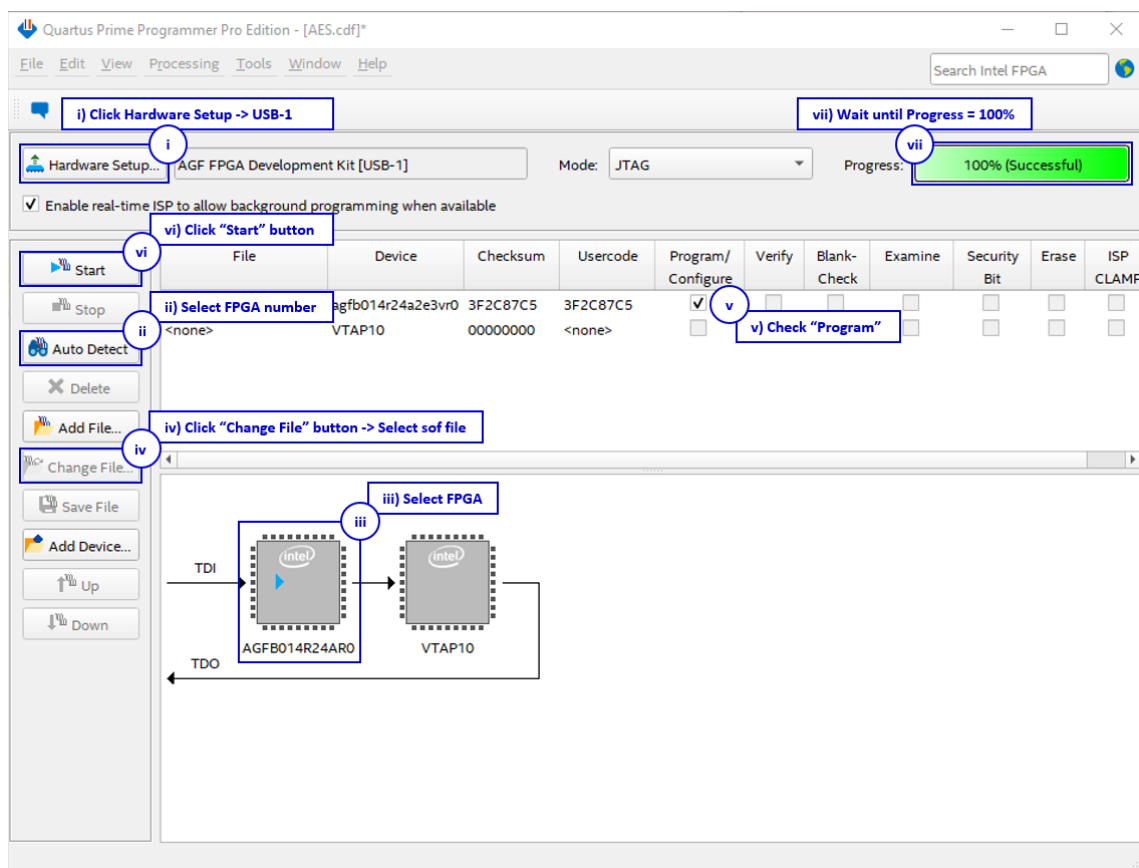 Quartus Prime Programmer Pro Edition - [AES.cdf]*
File Edit View Processing Tools Window Help
Search Intel FPGA
i) Click Hardware Setup -> USB-1
vii) Wait until Progress = 100%
i
vii
Hardware Setup...
AGF FPGA Development Kit [USB-1]
Mode: JTAG
Progress: 100% (Successful)
Enable real-time ISP to allow background programming when available
vi) Click “Start” button
vi
Start
File Device Checksum Usercode Program/ Verify Blank- Examine Security Erase ISP
Configure Check Bit CLAMP
Stop
ii) Select FPGA number
agfb014r24a2e3vr0 3F2C87C5 3F2C87C5
v
ii
<none> VTAP10 00000000 <none>
v) Check “Program”
Auto Detect
Delete
Add File...
iv) Click “Change File” button -> Select sof file
iv
Change File...
Save File
iii) Select FPGA
iii
Add Device...
intel
intel
TDI
Up
Down
AGFB014R24AR0 VTAP10
TDO